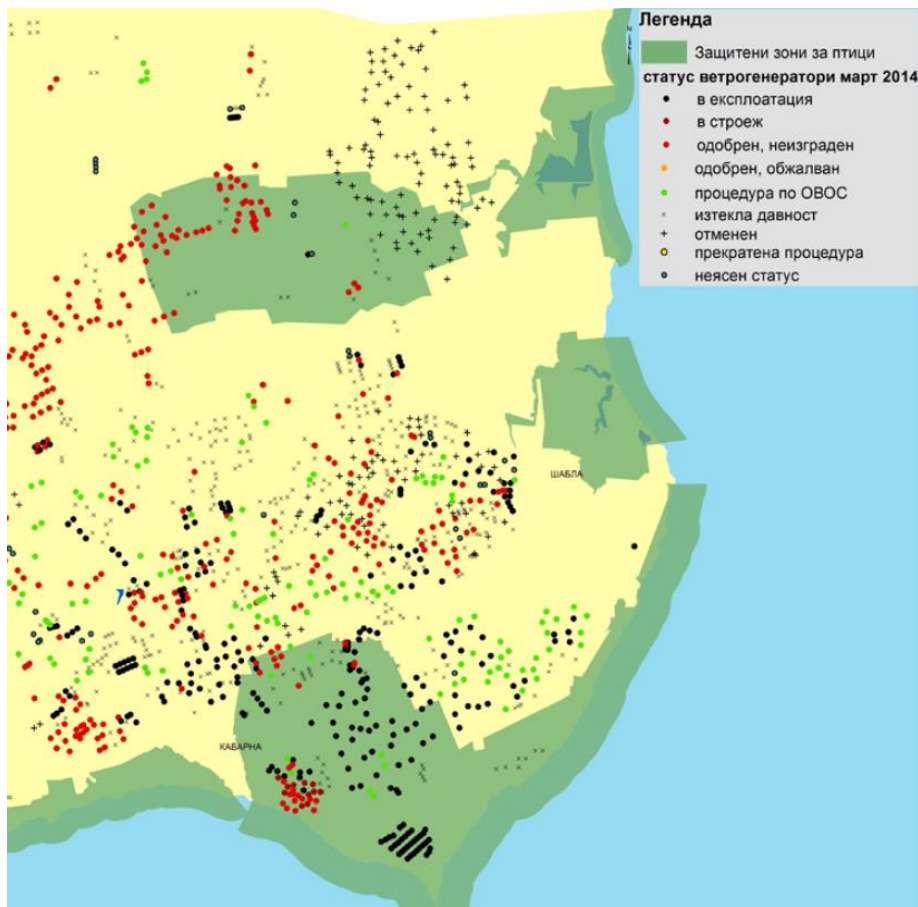 Легенда
Защитени зони за птици
статус ветрогенератори март 2014
в експлоатация
в строеж
одобрен, неизграден
одобрен, обжалван
процедура по ОВОС
изтекла давност
отменен
прекратена процедура
неясен статус
ШАБЛА
КАВАРНА